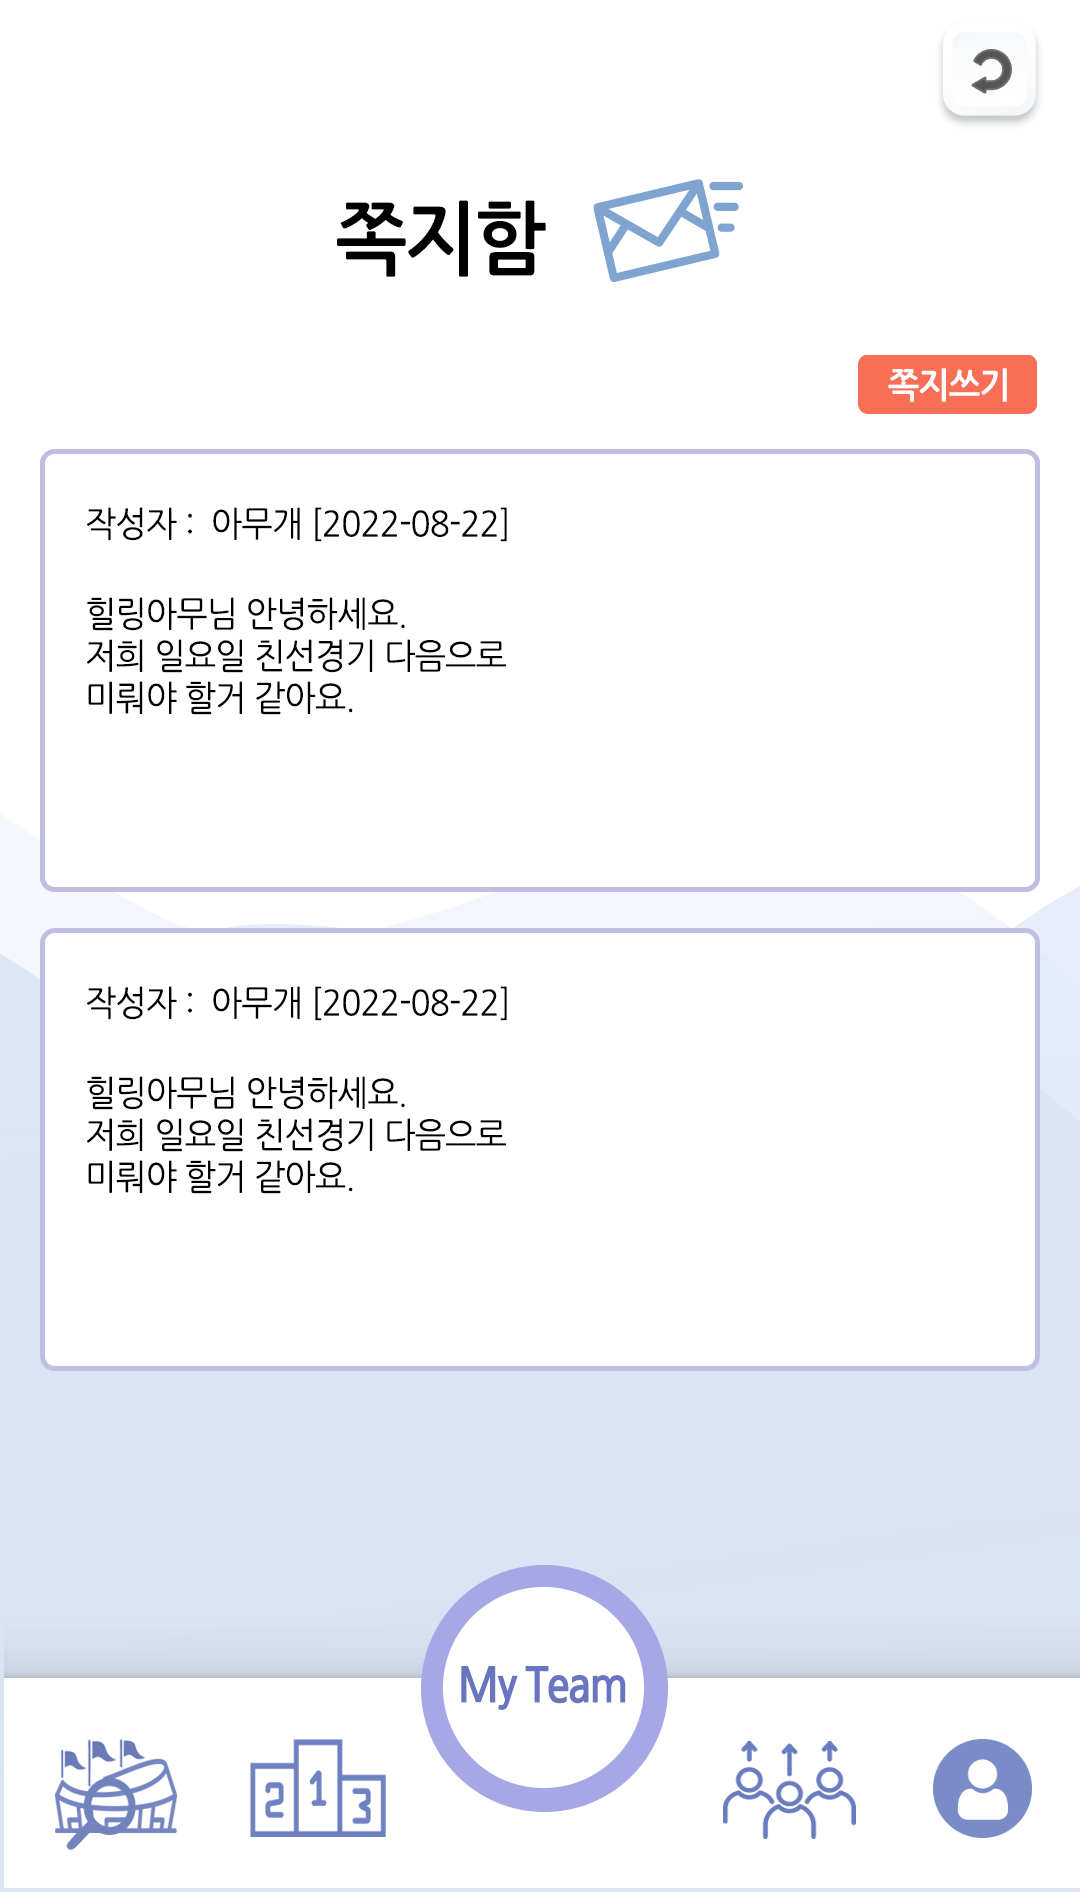 쪽지함
쪽지쓰기
작성자 : 아무개 [2022-08-22]
힐링아무님 안녕하세요.
저희 일요일 친선경기 다음으로
미뤄야 할거 같아요.
작성자 : 아무개 [2022-08-22]
힐링아무님 안녕하세요.
저희 일요일 친선경기 다음으로
미뤄야 할거 같아요.
My Team
2 1 3